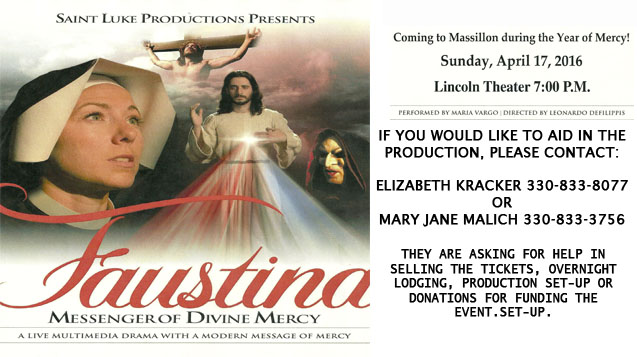 SAINT LUKE PRODUCTIONS PRESENTS
Faustina
MESSENGER OF DIVINE MERCY
A LIVE MULTIMEDIA DRAMA WITH A MODERN MESSAGE OF MERCY
Coming to Massillon during the Year of Mercy!
Sunday, April 17, 2016
Lincoln Theater 7:00 P.M.
PERFORMED BY MARIA VARGO | DIRECTED BY LEONARDO DEFILIPPIS
IF YOU WOULD LIKE TO AID IN THE
PRODUCTION, PLEASE CONTACT:
ELIZABETH KRACKER 330-833-8077
OR
MARY JANE MALICH 330-833-3756
THEY ARE ASKING FOR HELP IN
SELLING THE TICKETS, OVERNIGHT
LODGING, PRODUCTION SET-UP OR
DONATIONS FOR FUNDING THE
EVENT.SET-UP.